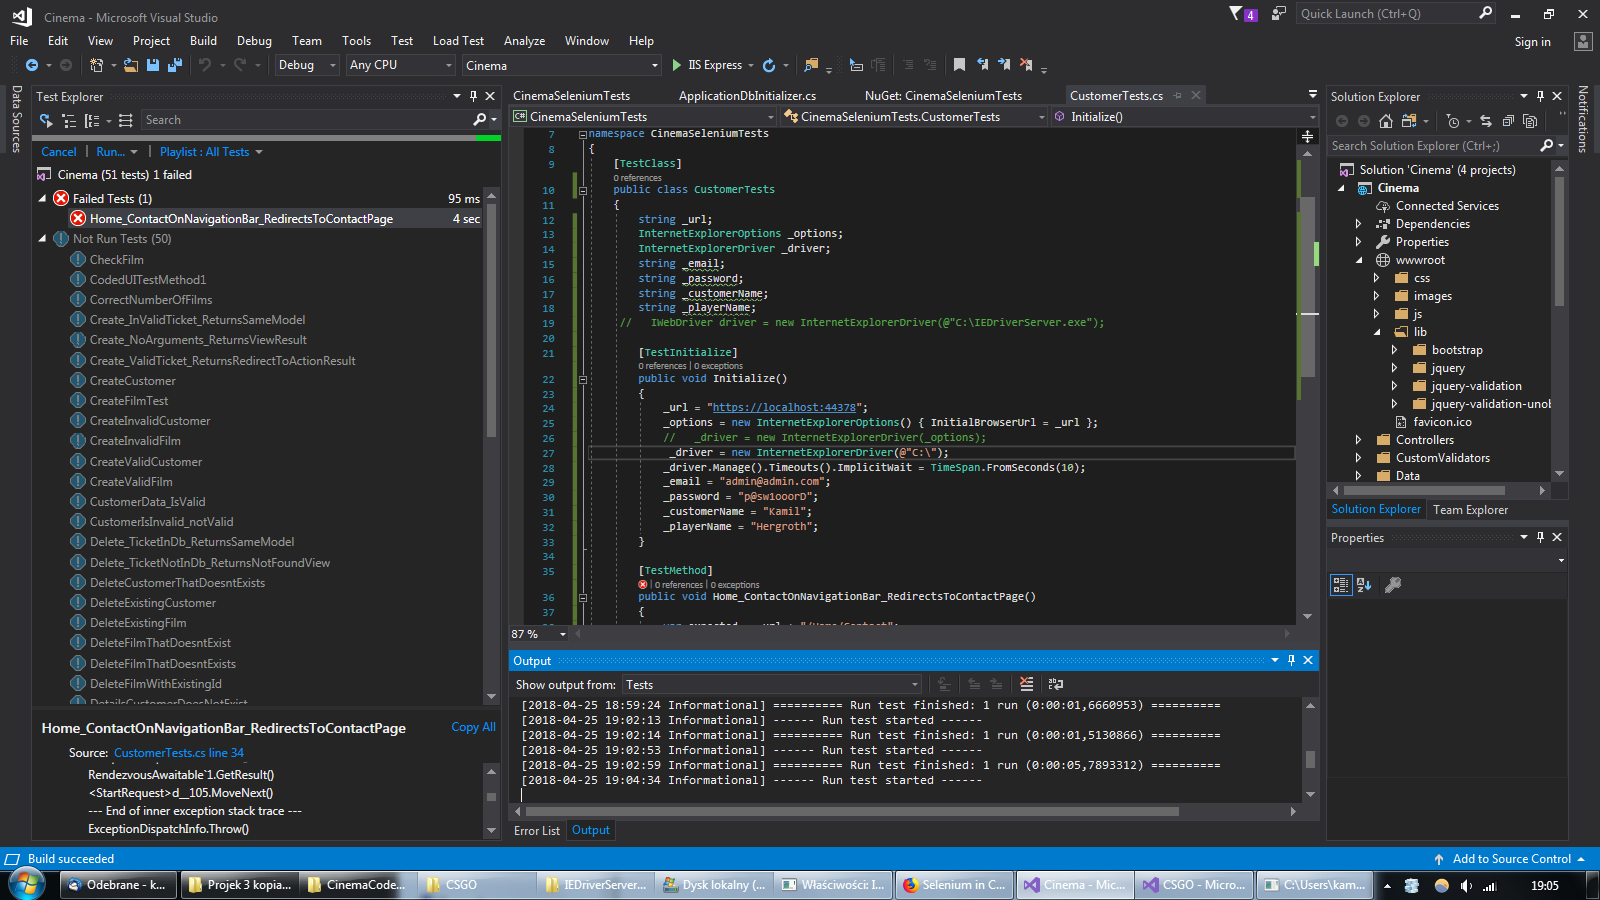 Cinema - Microsoft Visual Studio
4
Quick Launch (Ctrl+Q)
File Edit View Project Build Debug Team Tools Test Load Test Analyze Window Help
Sign in
Debug Any CPU Cinema IIS Express
Data Sources
Test Explorer
Search
Cancel | Run... | Playlist : All Tests
Cinema (51 tests) 1 failed
Failed Tests (1) 95 ms
Home_ContactOnNavigationBar_RedirectsToContactPage 4 sec
Not Run Tests (50)
CheckFilm
CodedUITestMethod1
CorrectNumberOfFilms
Create_InValidTicket_ReturnsSameModel
Create_NoArguments_ReturnsViewResult
Create_ValidTicket_ReturnsRedirectToActionResult
CreateCustomer
CreateFilmTest
CreateInvalidCustomer
CreateInvalidFilm
CreateValidCustomer
CreateValidFilm
CustomerData_IsValid
CustomerIsInvalid_notValid
Delete_TicketInDb_ReturnsSameModel
Delete_TicketNotInDb_ReturnsNotFoundView
DeleteCustomerThatDoesntExists
DeleteExistingCustomer
DeleteExistingFilm
DeleteFilmThatDoesntExist
DeleteFilmThatDoesntExists
DeleteFilmWithExistingId
DetailsCustomerDoesNotExist
Home_ContactOnNavigationBar_RedirectsToContactPage Copy All
Source: CustomerTests.cs line 34
RendezvousAwaitable`1.GetResult()
<StartRequest>d__105.MoveNext()
--- End of inner exception stack trace ---
ExceptionDispatchInfo.Throw()
CinemaSeleniumTests ApplicationDbInitializer.cs NuGet: CinemaSeleniumTests CustomerTests.cs
CinemaSeleniumTests CinemaSeleniumTests.CustomerTests Initialize()
7 namespace CinemaSeleniumTests
8 {
9 [TestClass]
0 references
10 public class CustomerTests
11 {
12 string _url;
13 InternetExplorerOptions _options;
14 InternetExplorerDriver _driver;
15 string _email;
16 string _password;
17 string _customerName;
18 string _playerName;
19 // IWebDriver driver = new InternetExplorerDriver(@"C:\IEDriverServer.exe");
20
21 [TestInitialize]
0 references | 0 exceptions
22 public void Initialize()
23 {
24 _url = "https://localhost:44378";
25 _options = new InternetExplorerOptions() { InitialBrowserUrl = _url };
26 // _driver = new InternetExplorerDriver(_options);
27 _driver = new InternetExplorerDriver(@"C:\");
28 _driver.Manage().Timeouts().ImplicitWait = TimeSpan.FromSeconds(10);
29 _email = "admin@admin.com";
30 _password = "p@sw1ooorD";
31 _customerName = "Kamil";
32 _playerName = "Hergroth";
33 }
34
35 [TestMethod]
| 0 references | 0 exceptions
36 public void Home_ContactOnNavigationBar_RedirectsToContactPage()
37 {
87 %
Output
Show output from: Tests
[2018-04-25 18:59:24 Informational] ========== Run test finished: 1 run (0:00:01,6660953) ==========
[2018-04-25 19:02:13 Informational] ------ Run test started ------
[2018-04-25 19:02:14 Informational] ========== Run test finished: 1 run (0:00:01,5130866) ==========
[2018-04-25 19:02:53 Informational] ------ Run test started ------
[2018-04-25 19:02:59 Informational] ========== Run test finished: 1 run (0:00:05,7893312) ==========
[2018-04-25 19:04:34 Informational] ------ Run test started ------
Error List Output
Solution Explorer
Search Solution Explorer (Ctrl+;)
Solution 'Cinema' (4 projects)
Cinema
Connected Services
Dependencies
Properties
wwwroot
css
images
js
lib
bootstrap
jquery
jquery-validation
jquery-validation-unob
favicon.ico
Controllers
CustomValidators
Data
Solution Explorer Team Explorer
Properties
Notifications
Build succeeded
Add to Source Control
Odebrane - k... Projek 3 kopia... CinemaCode... CSGO IEDriverServer... Dysk lokalny (... Właściwości: I... Selenium in C... Cinema - Mic... CSGO - Micro... C:\Users\kam... 19:05